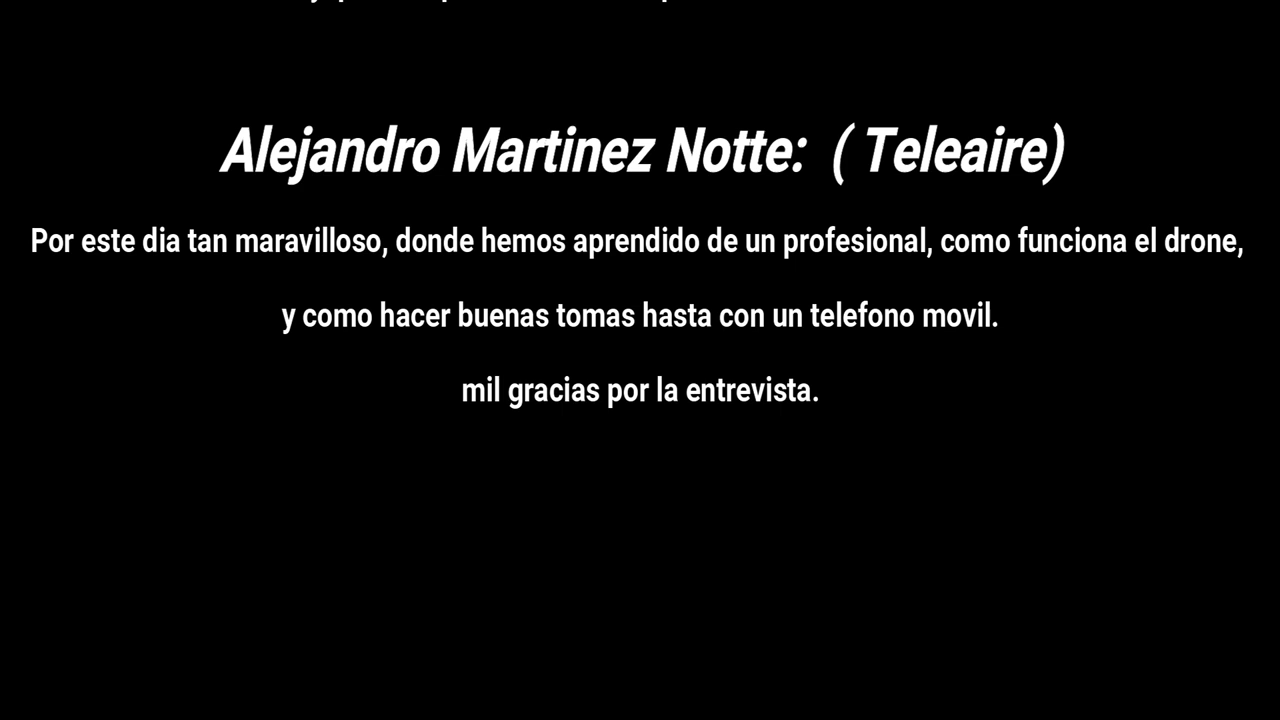 Alejandro Martinez Notte:  ( Teleaire)
Por este dia tan maravilloso, donde hemos aprendido de un profesional, como funciona el drone,
y como hacer buenas tomas hasta con un telefono movil.
mil gracias por la entrevista.